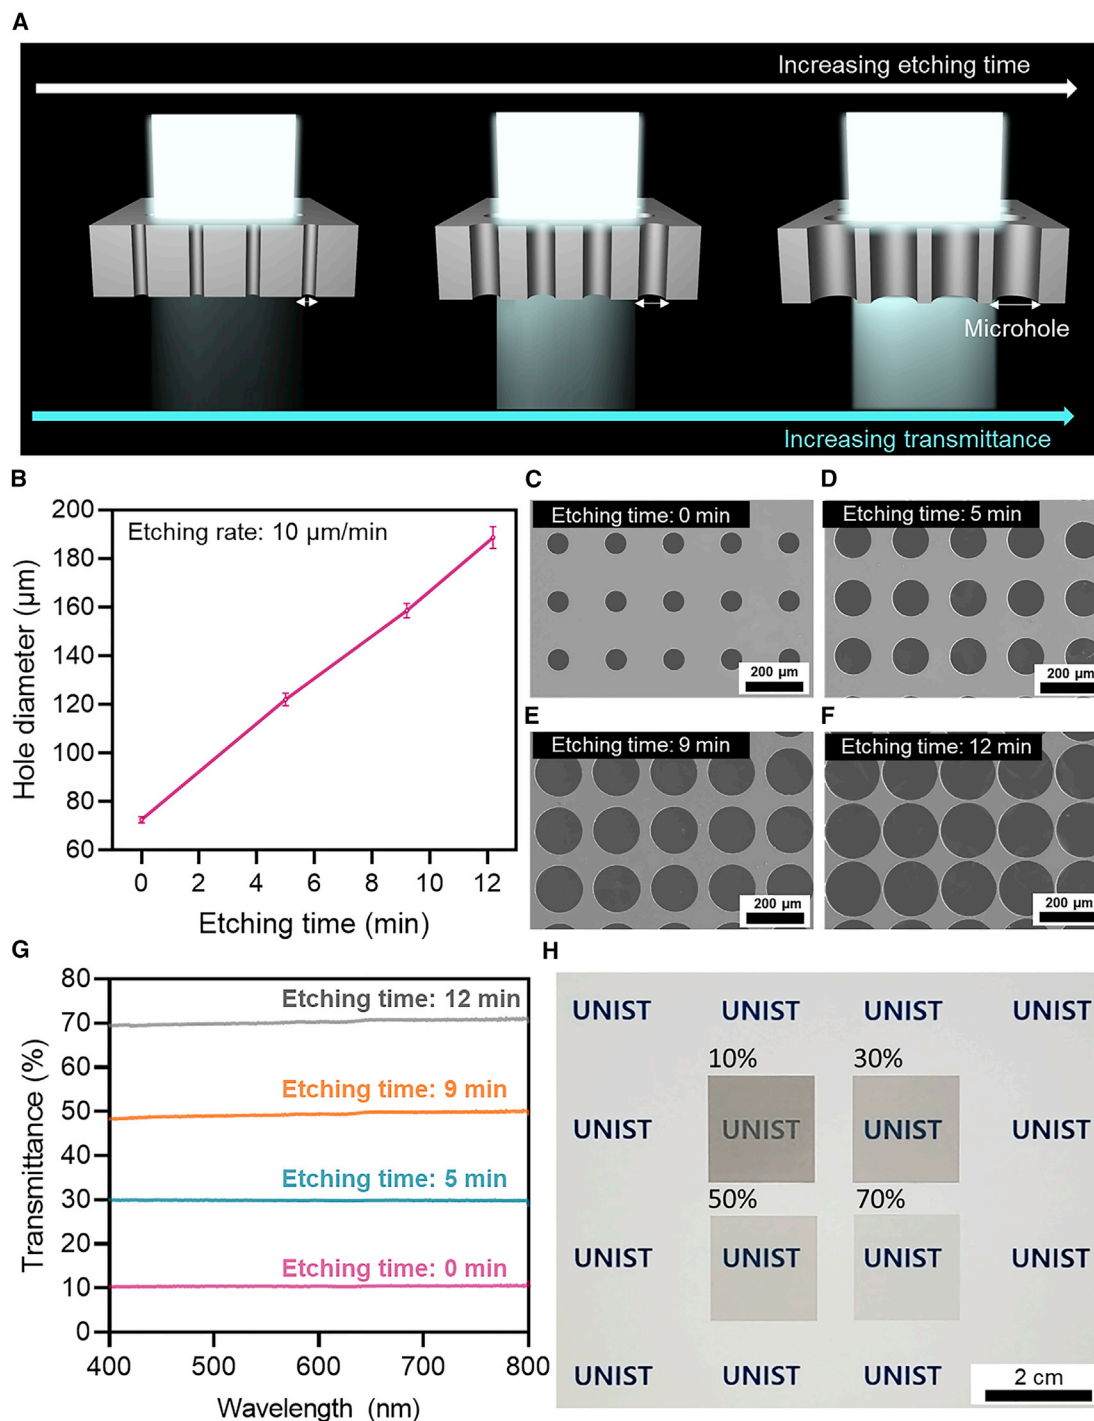 A
Increasing etching time
Microhole
Increasing transmittance
B
Etching rate: 10 µm/min
Hole diameter (µm)
200
180
160
140
120
100
80
60
0 2 4 6 8 10 12
Etching time (min)
C
Etching time: 0 min
200 µm
D
Etching time: 5 min
200 µm
E
Etching time: 9 min
200 µm
F
Etching time: 12 min
200 µm
G
Transmittance (%)
80
70
60
50
40
30
20
10
0
Etching time: 12 min
Etching time: 9 min
Etching time: 5 min
Etching time: 0 min
400 500 600 700 800
Wavelength (nm)
H
UNIST UNIST UNIST UNIST
10% 30%
UNIST UNIST UNIST UNIST
50% 70%
UNIST UNIST UNIST UNIST
UNIST UNIST UNIST UNIST
2 cm